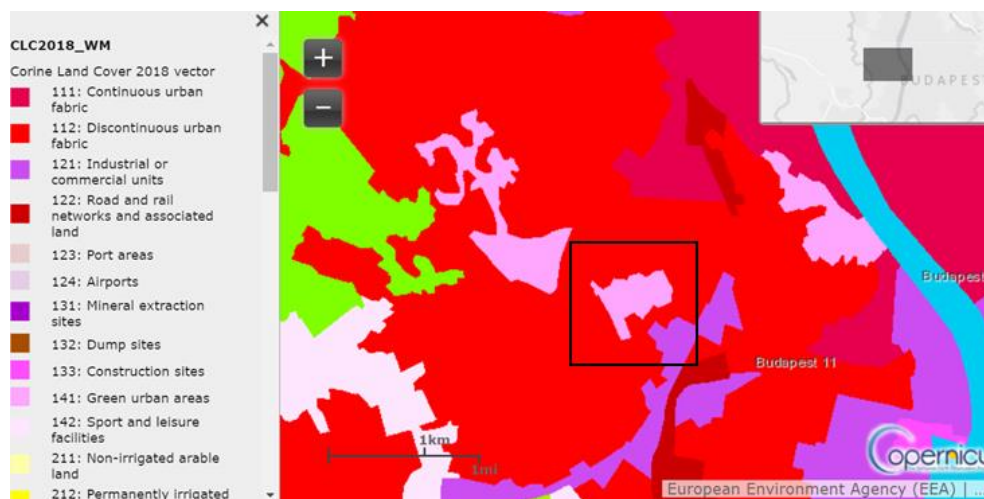 CLC2018_WM
Corine Land Cover 2018 vector
111: Continuous urban
fabric
112: Discontinuous urban
fabric
121: Industrial or
commercial units
122: Road and rail
networks and associated
land
123: Port areas
124: Airports
131: Mineral extraction
sites
132: Dump sites
133: Construction sites
141: Green urban areas
142: Sport and leisure
facilities
211: Non-irrigated arable
land
212: Permanently irrigated
+
−
BUDAPEST
Budapest
Budapest 11
1km
1mi
opernicu
European Environment Agency (EEA) | ...